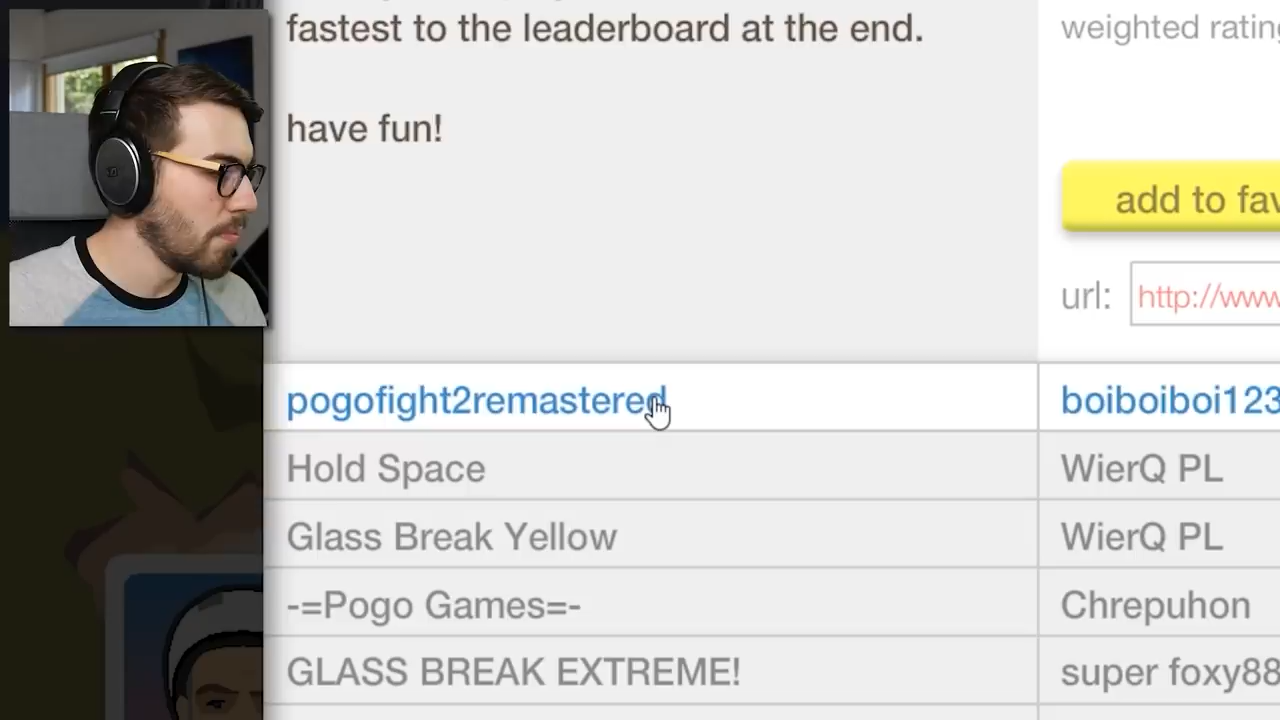 fastest to the leaderboard at the end.
weighted rating
have fun!
add to fav
url: http://www
pogofight2remastered boiboiboi123
Hold Space WierQ PL
Glass Break Yellow WierQ PL
-=Pogo Games=- Chrepuhon
GLASS BREAK EXTREME! super foxy88